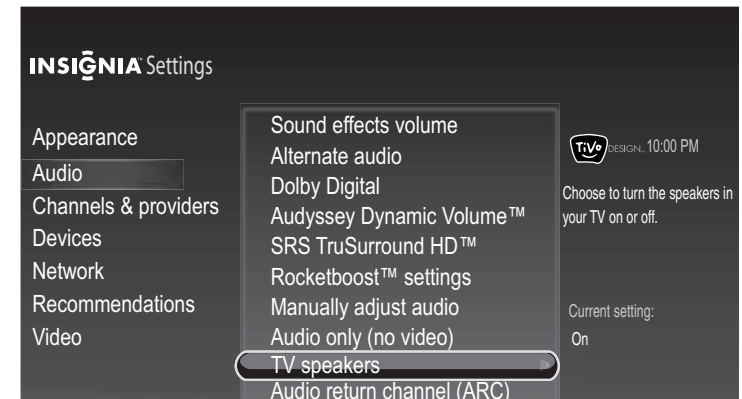 INSIGNIA™ Settings
Appearance
Audio
Channels & providers
Devices
Network
Recommendations
Video
Sound effects volume
Alternate audio
Dolby Digital
Audyssey Dynamic Volume™
SRS TruSurround HD™
Rocketboost™ settings
Manually adjust audio
Audio only (no video)
TV speakers
Audio return channel (ARC)
TiVo DESIGN™ 10:00 PM
Choose to turn the speakers in
your TV on or off.
Current setting:
On